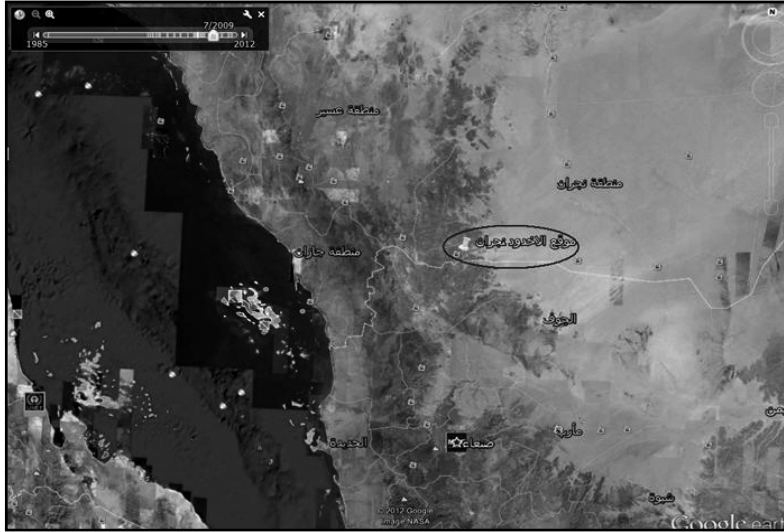 7/2009
1985
2012
N
منطقة عسير
منطقة نجران
موقع الاخدود نجران
منطقة جازان
الجوف
الحديدة
صنعاء
مأرب
شبوة
© 2012 Google
Image NASA
Google ea